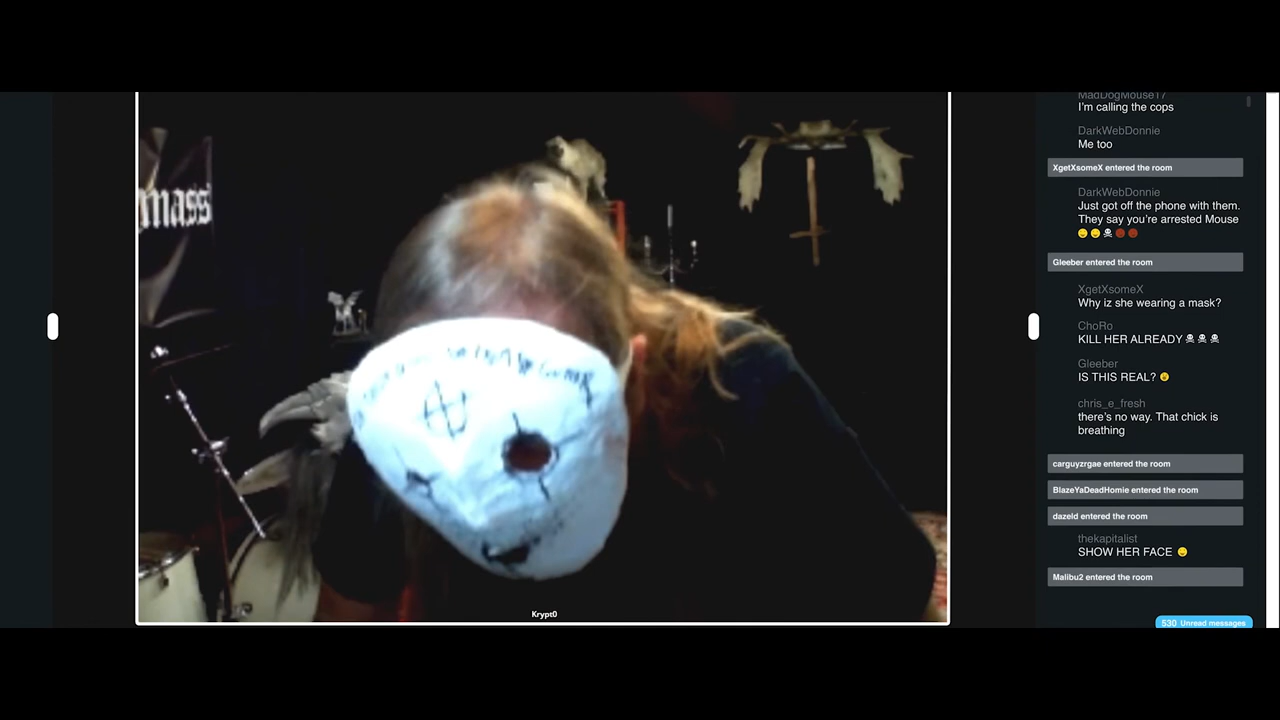 mass
Krypt0
MadDogMouse17
I'm calling the cops
DarkWebDonnie
Me too
XgetXsomeX entered the room
DarkWebDonnie
Just got off the phone with them.
They say you're arrested Mouse
Gleeber entered the room
XgetXsomeX
Why iz she wearing a mask?
ChoRo
KILL HER ALREADY
Gleeber
IS THIS REAL?
chris_e_fresh
there's no way. That chick is
breathing
carguyzrgae entered the room
BlazeYaDeadHomie entered the room
dazeld entered the room
thekapitalist
SHOW HER FACE
Malibu2 entered the room
530 Unread messages